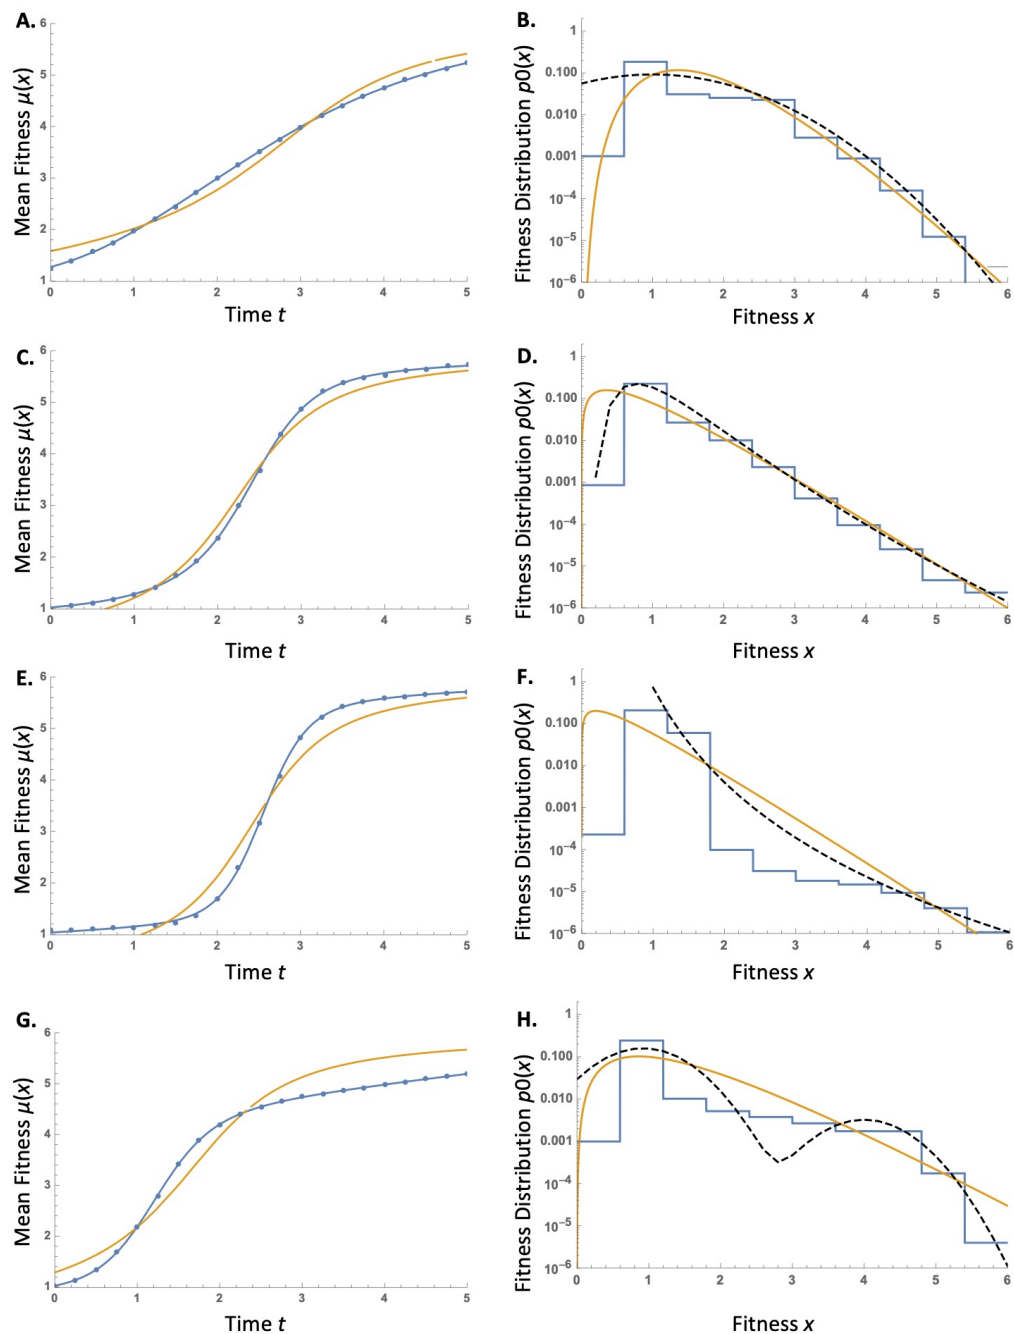 A.
Mean Fitness μ(x)
6
5
4
3
2
1
0 1 2 3 4 5
Time t
B.
Fitness Distribution p0(x)
1
0.100
0.010
0.001
10⁻⁴
10⁻⁵
10⁻⁶
0 1 2 3 4 5 6
Fitness x
C.
Mean Fitness μ(x)
6
5
4
3
2
1
0 1 2 3 4 5
Time t
D.
Fitness Distribution p0(x)
1
0.100
0.010
0.001
10⁻⁴
10⁻⁵
10⁻⁶
0 1 2 3 4 5 6
Fitness x
E.
Mean Fitness μ(x)
6
5
4
3
2
1
0 1 2 3 4 5
Time t
F.
Fitness Distribution p0(x)
1
0.100
0.010
0.001
10⁻⁴
10⁻⁵
10⁻⁶
0 1 2 3 4 5 6
Fitness x
G.
Mean Fitness μ(x)
6
5
4
3
2
1
0 1 2 3 4 5
Time t
H.
Fitness Distribution p0(x)
1
0.100
0.010
0.001
10⁻⁴
10⁻⁵
10⁻⁶
0 1 2 3 4 5 6
Fitness x